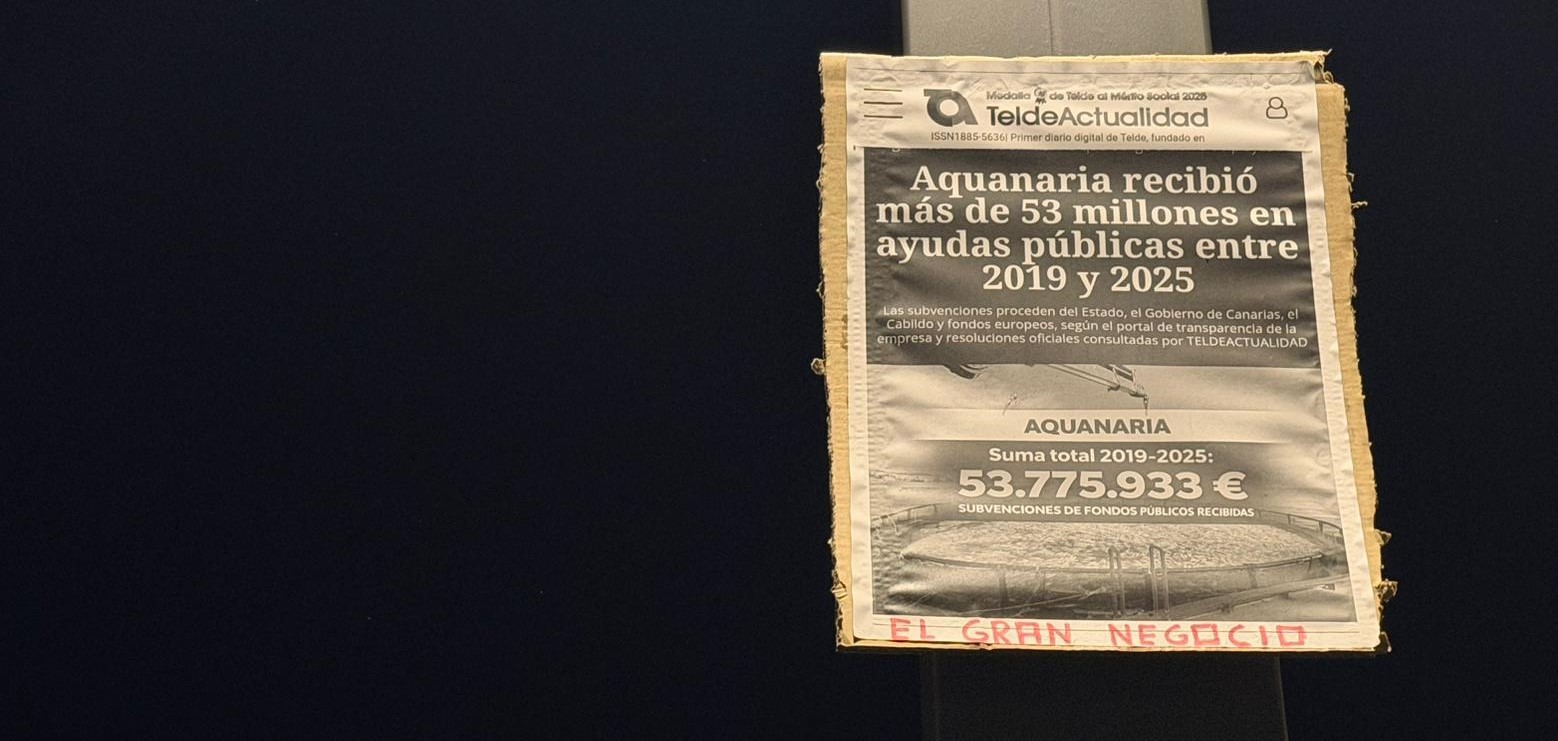 Medalla de Telde al Mérito Social 2025
TeldeActualidad
ISSN1885-5636| Primer diario digital de Telde, fundado en
Aquanaria recibió
más de 53 millones en
ayudas públicas entre
2019 y 2025
Las subvenciones proceden del Estado, el Gobierno de Canarias, el
Cabildo y fondos europeos, según el portal de transparencia de la
empresa y resoluciones oficiales consultadas por TELDEACTUALIDAD
AQUANARIA
Suma total 2019-2025:
53.775.933 €
SUBVENCIONES DE FONDOS PÚBLICOS RECIBIDAS
EL GRAN NEGOCIO